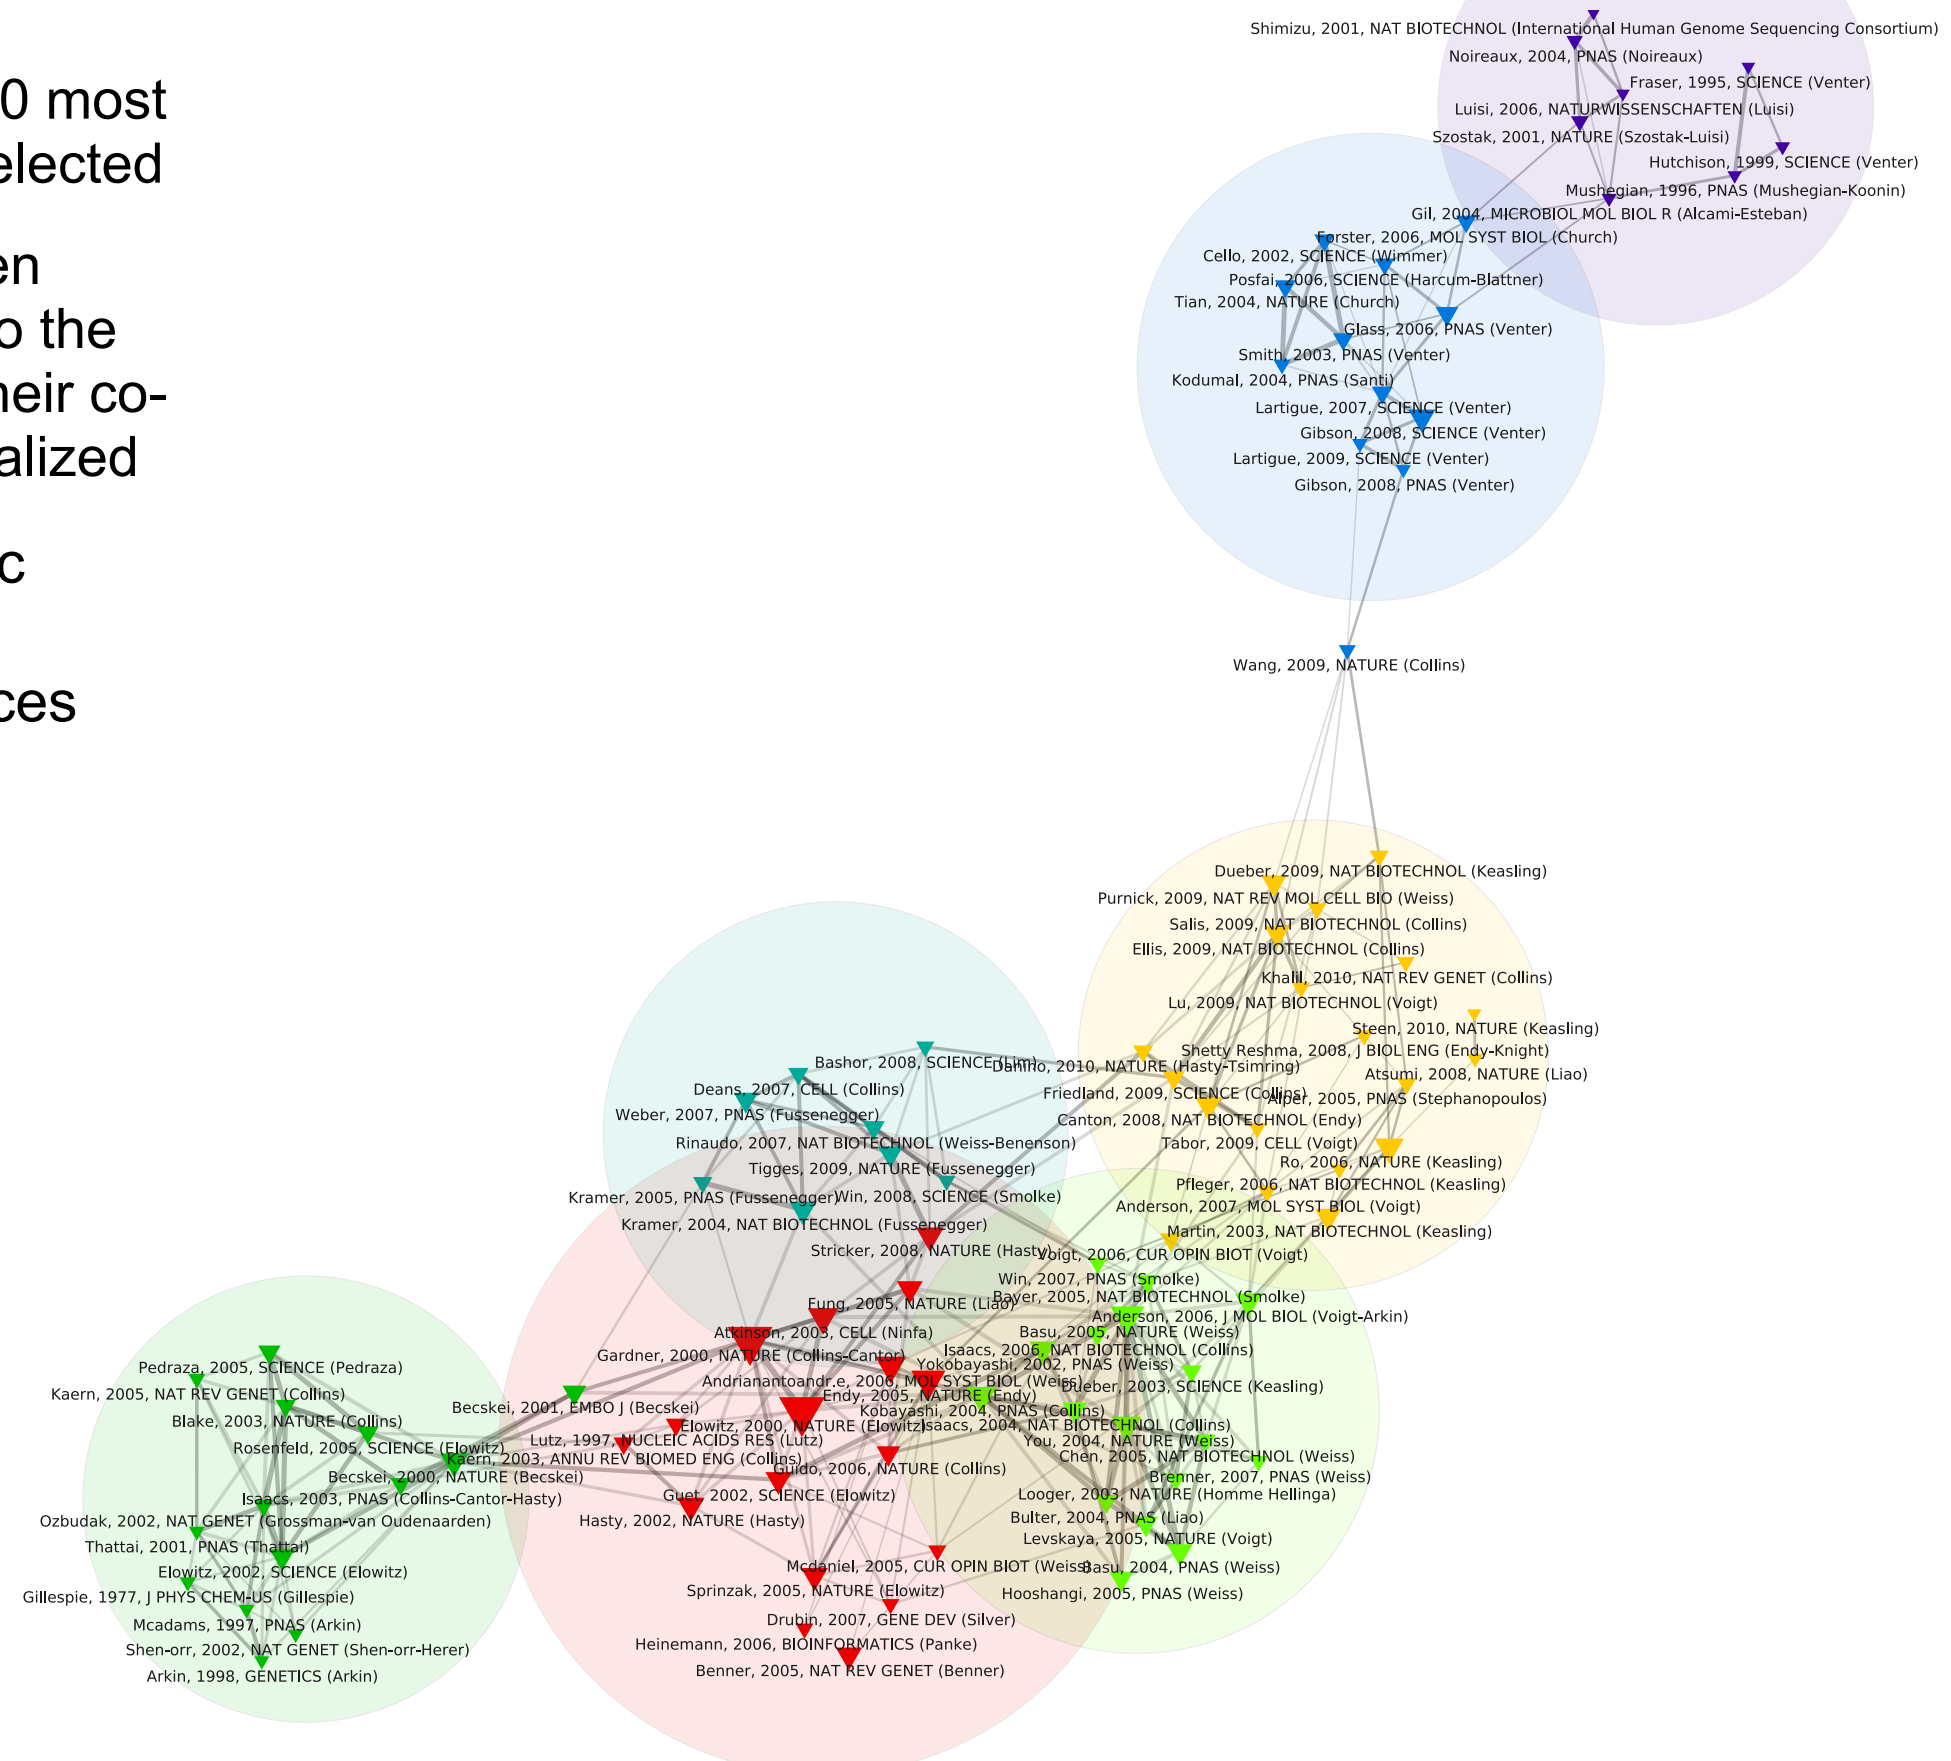 0 most
elected
en
o the
heir co-
alized
c
ces
Shimizu, 2001, NAT BIOTECHNOL (International Human Genome Sequencing Consortium)
Noireaux, 2004, PNAS (Noireaux)
Fraser, 1995, SCIENCE (Venter)
Luisi, 2006, NATURWISSENSCHAFTEN (Luisi)
Szostak, 2001, NATURE (Szostak-Luisi)
Hutchison, 1999, SCIENCE (Venter)
Mushegian, 1996, PNAS (Mushegian-Koonin)
Gil, 2004, MICROBIOL MOL BIOL R (Alcami-Esteban)
Forster, 2006, MOL SYST BIOL (Church)
Cello, 2002, SCIENCE (Wimmer)
Posfai, 2006, SCIENCE (Harcum-Blattner)
Tian, 2004, NATURE (Church)
Glass, 2006, PNAS (Venter)
Smith, 2003, PNAS (Venter)
Kodumal, 2004, PNAS (Santi)
Lartigue, 2007, SCIENCE (Venter)
Gibson, 2008, SCIENCE (Venter)
Lartigue, 2009, SCIENCE (Venter)
Gibson, 2008, PNAS (Venter)
Wang, 2009, NATURE (Collins)
Dueber, 2009, NAT BIOTECHNOL (Keasling)
Purnick, 2009, NAT REV MOL CELL BIO (Weiss)
Salis, 2009, NAT BIOTECHNOL (Collins)
Ellis, 2009, NAT BIOTECHNOL (Collins)
Khalil, 2010, NAT REV GENET (Collins)
Lu, 2009, NAT BIOTECHNOL (Voigt)
Steen, 2010, NATURE (Keasling)
Shetty Reshma, 2008, J BIOL ENG (Endy-Knight)
Bashor, 2008, SCIENCE (Lim)
Danino, 2010, NATURE (Hasty-Tsimring)
Atsumi, 2008, NATURE (Liao)
Deans, 2007, CELL (Collins)
Friedland, 2009, SCIENCE (Collins)
Alper, 2005, PNAS (Stephanopoulos)
Weber, 2007, PNAS (Fussenegger)
Canton, 2008, NAT BIOTECHNOL (Endy)
Rinaudo, 2007, NAT BIOTECHNOL (Weiss-Benenson)
Tabor, 2009, CELL (Voigt)
Ro, 2006, NATURE (Keasling)
Tigges, 2009, NATURE (Fussenegger)
Pfleger, 2006, NAT BIOTECHNOL (Keasling)
Kramer, 2005, PNAS (Fussenegger)
Win, 2008, SCIENCE (Smolke)
Anderson, 2007, MOL SYST BIOL (Voigt)
Kramer, 2004, NAT BIOTECHNOL (Fussenegger)
Martin, 2003, NAT BIOTECHNOL (Keasling)
Stricker, 2008, NATURE (Hasty)
Voigt, 2006, CUR OPIN BIOT (Voigt)
Win, 2007, PNAS (Smolke)
Bayer, 2005, NAT BIOTECHNOL (Smolke)
Fung, 2005, NATURE (Liao)
Anderson, 2006, J MOL BIOL (Voigt-Arkin)
Atkinson, 2003, CELL (Ninfa)
Basu, 2005, NATURE (Weiss)
Isaacs, 2006, NAT BIOTECHNOL (Collins)
Gardner, 2000, NATURE (Collins-Cantor)
Yokobayashi, 2002, PNAS (Weiss)
Pedraza, 2005, SCIENCE (Pedraza)
Andrianantoandr.e, 2006, MOL SYST BIOL (Weiss)
Dueber, 2003, SCIENCE (Keasling)
Kaern, 2005, NAT REV GENET (Collins)
Endy, 2005, NATURE (Endy)
Becskei, 2001, EMBO J (Becskei)
Kobayashi, 2004, PNAS (Collins)
Blake, 2003, NATURE (Collins)
Elowitz, 2000, NATURE (Elowitz)
Isaacs, 2004, NAT BIOTECHNOL (Collins)
Lutz, 1997, NUCLEIC ACIDS RES (Lutz)
You, 2004, NATURE (Weiss)
Rosenfeld, 2005, SCIENCE (Elowitz)
Kaern, 2003, ANNU REV BIOMED ENG (Collins)
Chen, 2005, NAT BIOTECHNOL (Weiss)
Guido, 2006, NATURE (Collins)
Becskei, 2000, NATURE (Becskei)
Brenner, 2007, PNAS (Weiss)
Guet, 2002, SCIENCE (Elowitz)
Looger, 2003, NATURE (Homme Hellinga)
Isaacs, 2003, PNAS (Collins-Cantor-Hasty)
Bulter, 2004, PNAS (Liao)
Ozbudak, 2002, NAT GENET (Grossman-van Oudenaarden)
Hasty, 2002, NATURE (Hasty)
Levskaya, 2005, NATURE (Voigt)
Thattai, 2001, PNAS (Thattai)
Mcdaniel, 2005, CUR OPIN BIOT (Weiss)
Basu, 2004, PNAS (Weiss)
Elowitz, 2002, SCIENCE (Elowitz)
Sprinzak, 2005, NATURE (Elowitz)
Hooshangi, 2005, PNAS (Weiss)
Gillespie, 1977, J PHYS CHEM-US (Gillespie)
Drubin, 2007, GENE DEV (Silver)
Mcadams, 1997, PNAS (Arkin)
Heinemann, 2006, BIOINFORMATICS (Panke)
Shen-orr, 2002, NAT GENET (Shen-orr-Herer)
Benner, 2005, NAT REV GENET (Benner)
Arkin, 1998, GENETICS (Arkin)